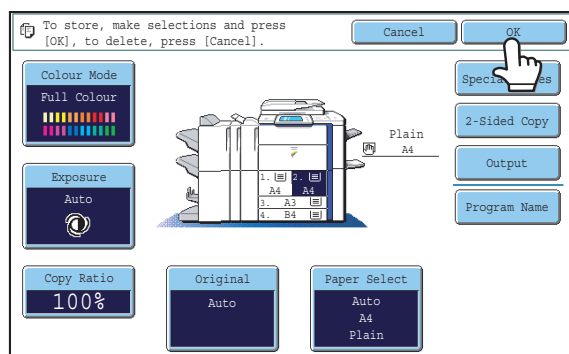 To store, make selections and press
[OK], to delete, press [Cancel].
Cancel
OK
Colour Mode
Full Colour
Exposure
Auto
Copy Ratio
100%
Original
Auto
Paper Select
Auto
A4
Plain
Plain
A4
1.
A4
2.
A4
3. A3
4. B4
2-Sided Copy
Output
Program Name